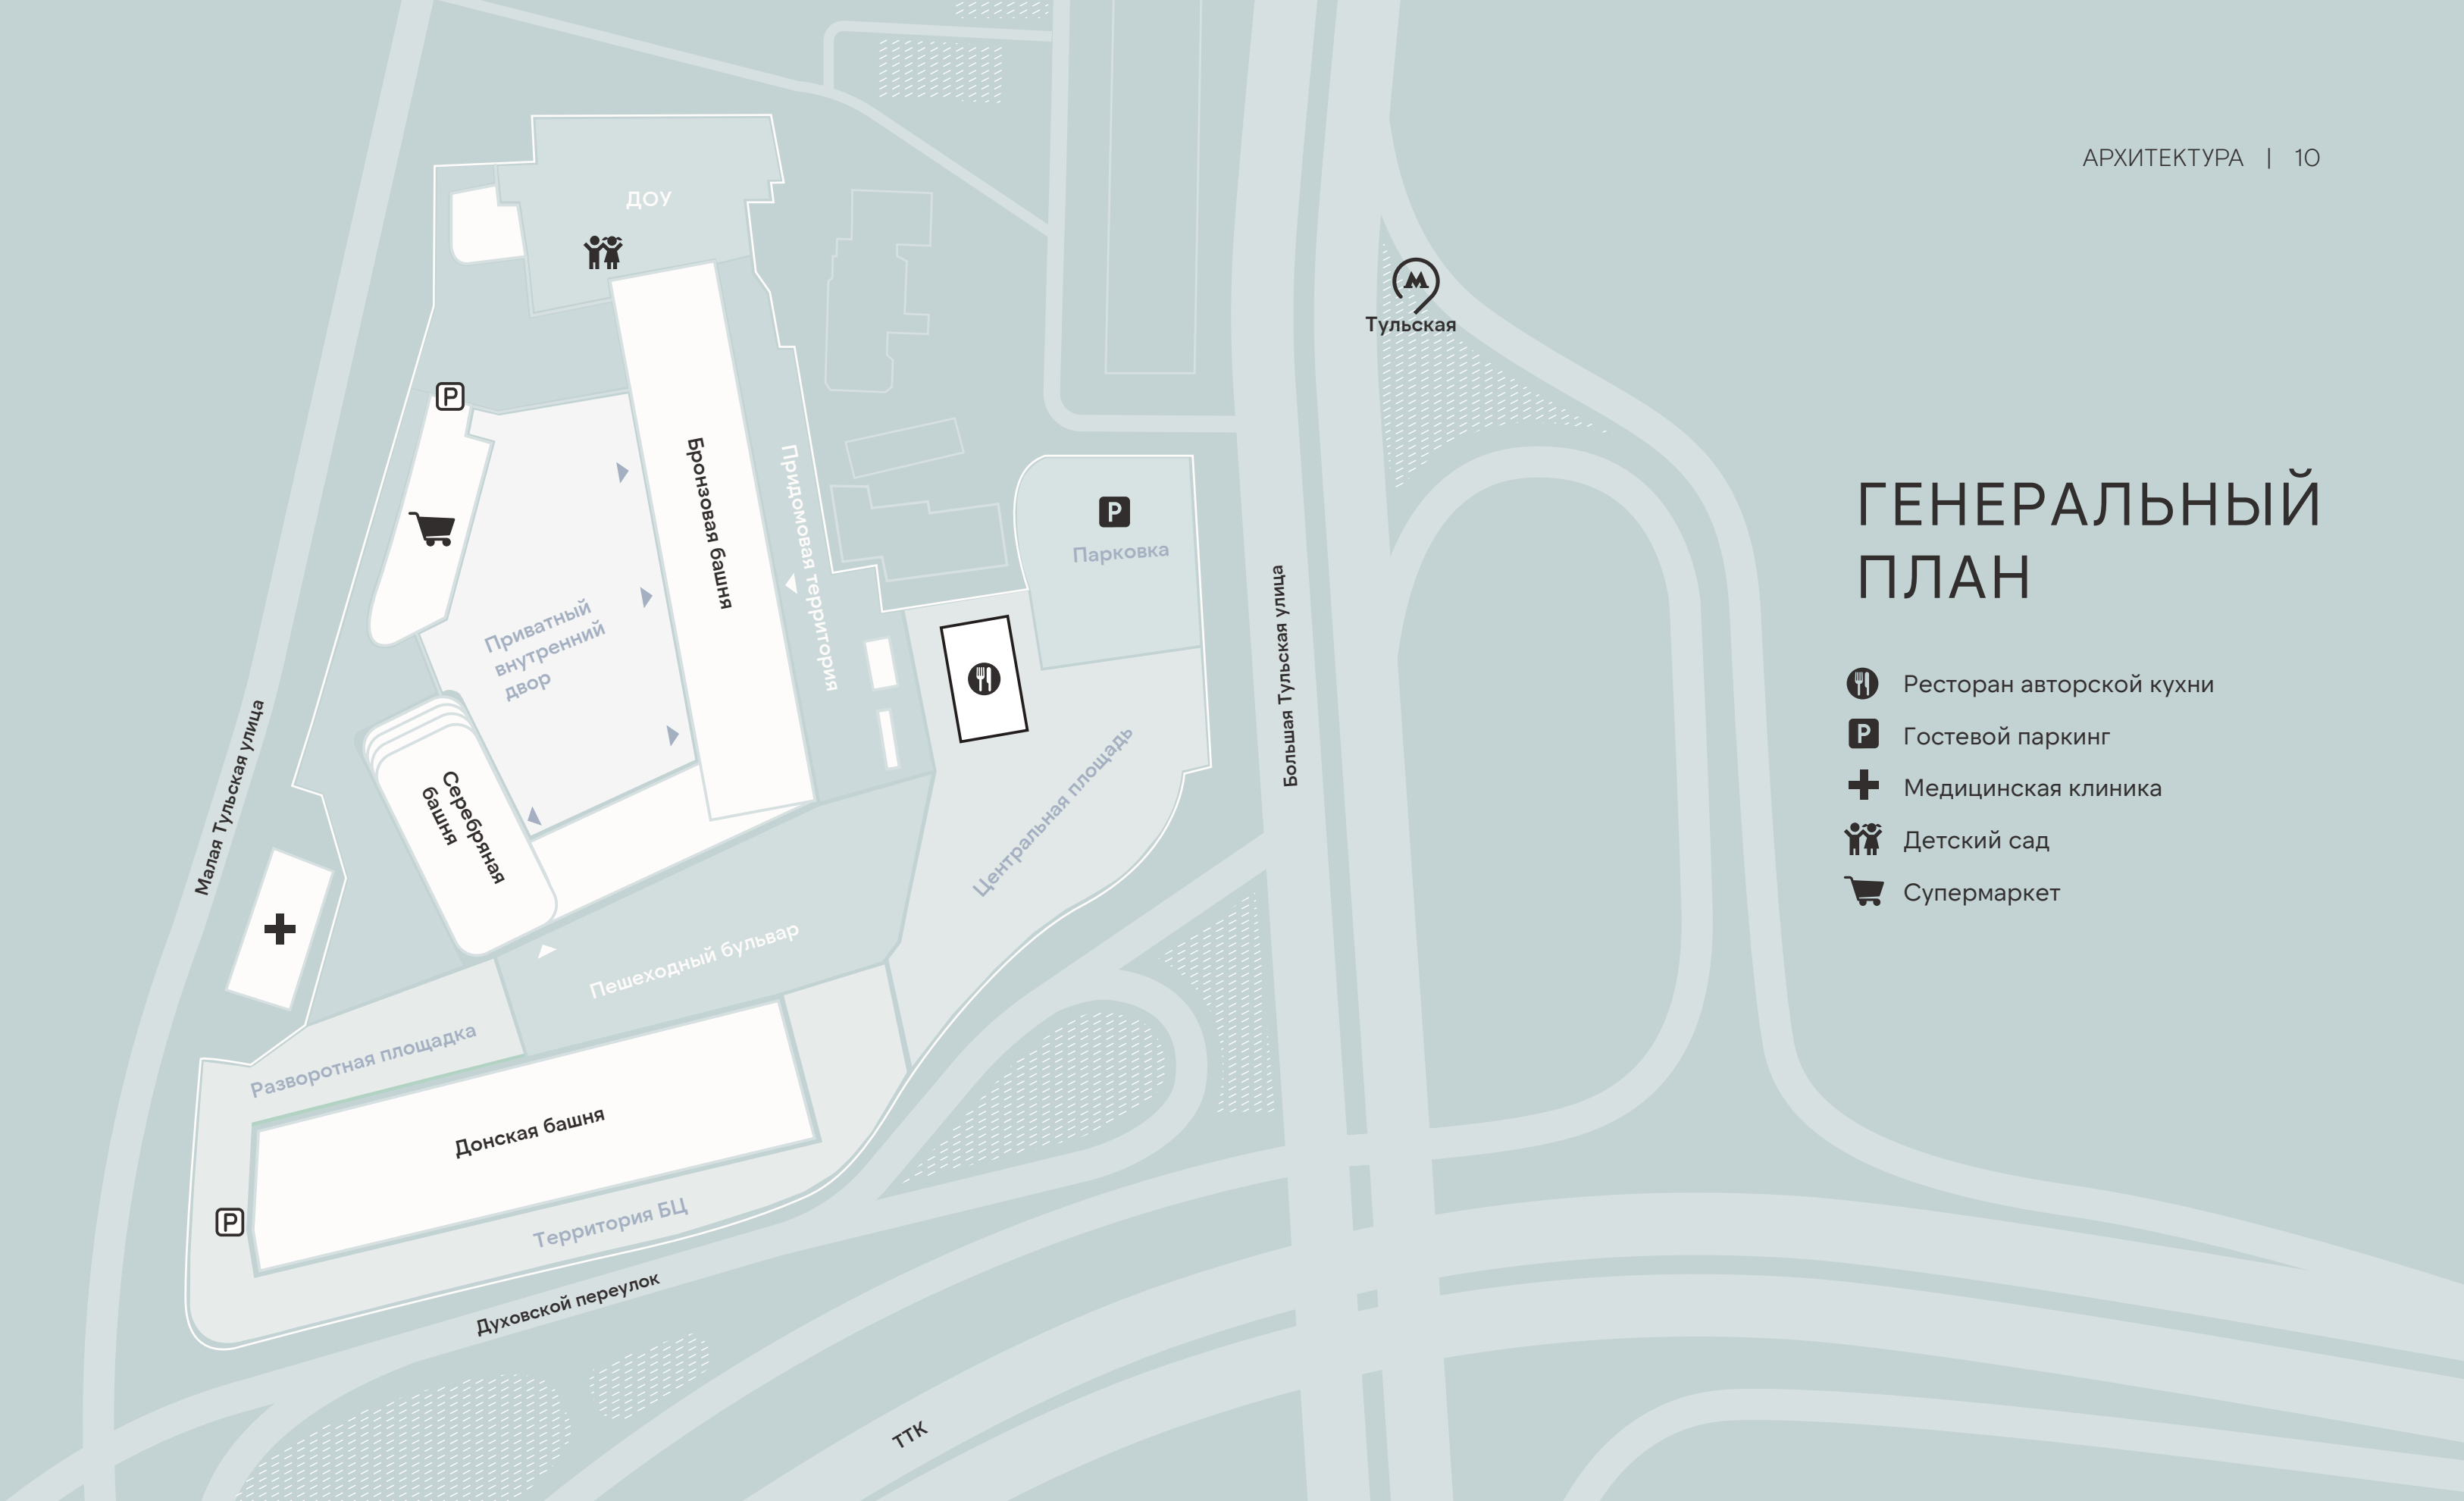 АРХИТЕКТУРА | 10
ГЕНЕРАЛЬНЫЙ
ПЛАН
Ресторан авторской кухни
P
Гостевой паркинг
Медицинская клиника
Детский сад
Супермаркет
ДОУ
М
Тульская
P
Бронзовая башня
Придомовая территория
P
Парковка
Приватный
внутренний
двор
Большая Тульская улица
Малая Тульская улица
Серебряная
башня
Центральная площадь
Пешеходный бульвар
Разворотная площадка
Донская башня
P
Территория БЦ
Духовской переулок
ТТК